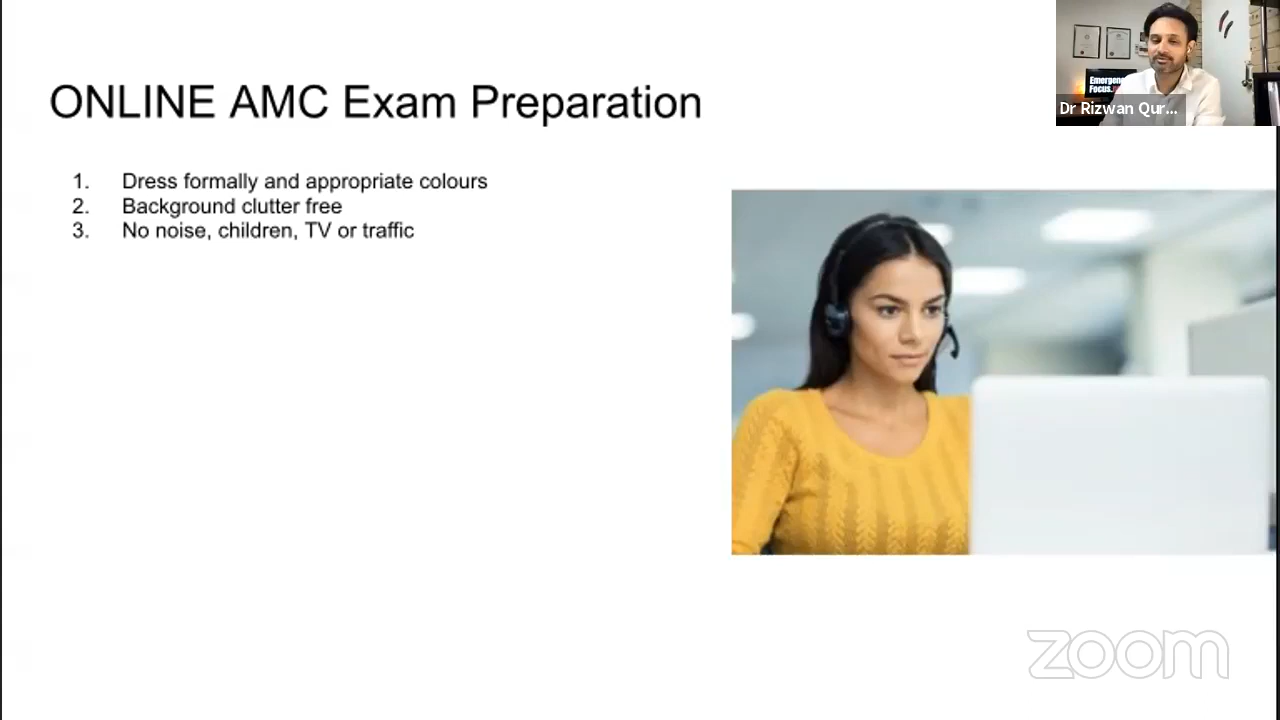 ONLINE AMC Exam Preparation
1. Dress formally and appropriate colours
2. Background clutter free
3. No noise, children, TV or traffic
Dr Rizwan Qur...
zoom